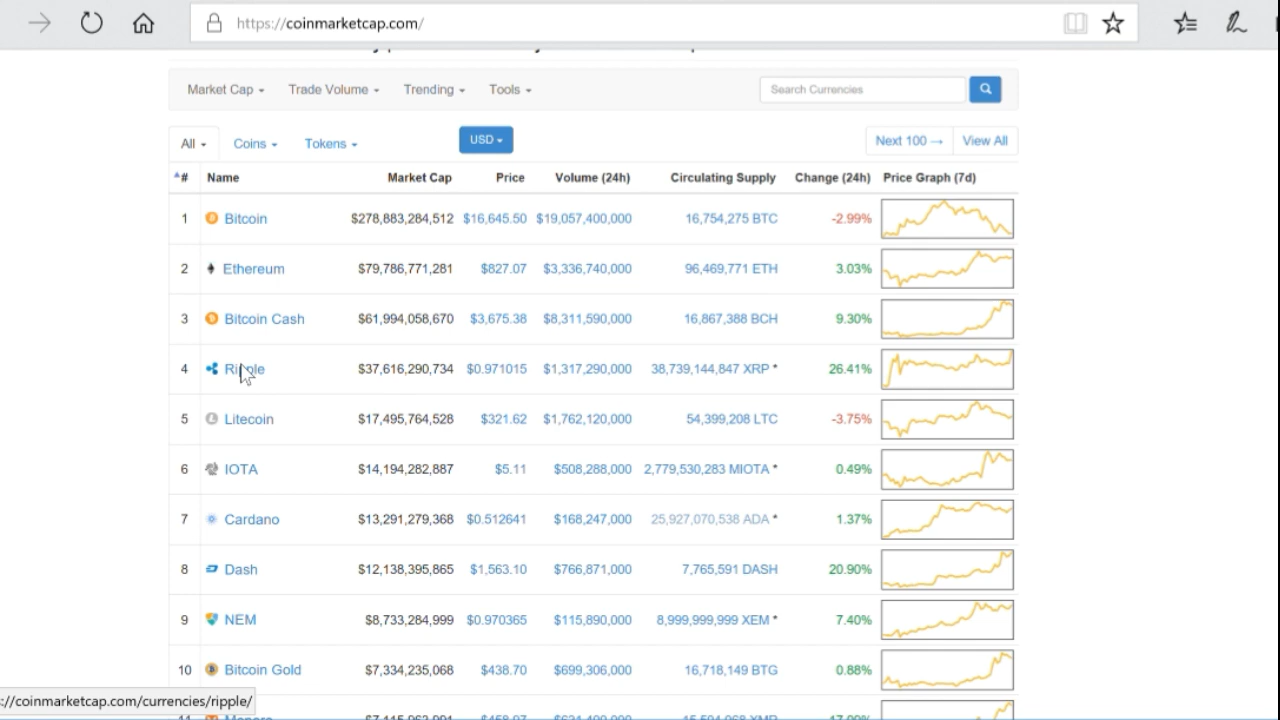 https://coinmarketcap.com/
Market Cap Trade Volume Trending Tools Search Currencies
All Coins Tokens USD Next 100 → View All
# Name Market Cap Price Volume (24h) Circulating Supply Change (24h) Price Graph (7d)
1 Bitcoin $278,883,284,512 $16,645.50 $19,057,400,000 16,754,275 BTC -2.99%
2 Ethereum $79,786,771,281 $827.07 $3,336,740,000 96,469,771 ETH 3.03%
3 Bitcoin Cash $61,994,058,670 $3,675.38 $8,311,590,000 16,867,388 BCH 9.30%
4 Ripple $37,616,290,734 $0.971015 $1,317,290,000 38,739,144,847 XRP * 26.41%
5 Litecoin $17,495,764,528 $321.62 $1,762,120,000 54,399,208 LTC -3.75%
6 IOTA $14,194,282,887 $5.11 $508,288,000 2,779,530,283 MIOTA * 0.49%
7 Cardano $13,291,279,368 $0.512641 $168,247,000 25,927,070,538 ADA * 1.37%
8 Dash $12,138,395,865 $1,563.10 $766,871,000 7,765,591 DASH 20.90%
9 NEM $8,733,284,999 $0.970365 $115,890,000 8,999,999,999 XEM * 7.40%
10 Bitcoin Gold $7,334,235,068 $438.70 $699,306,000 16,718,149 BTG 0.88%
://coinmarketcap.com/currencies/ripple/